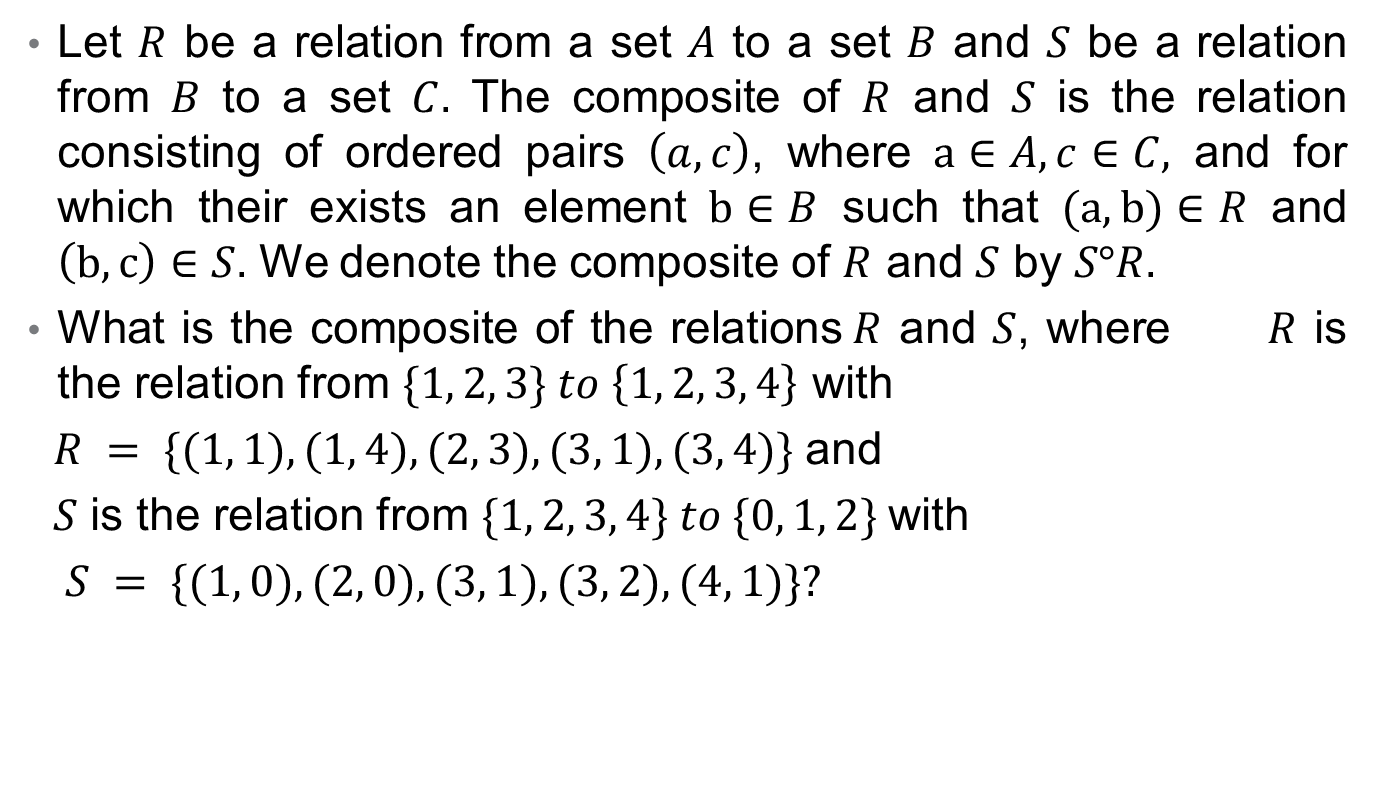 • Let R be a relation from a set A to a set B and S be a relation
from B to a set C. The composite of R and S is the relation
consisting of ordered pairs (a, c), where a ∈ A, c ∈ C, and for
which their exists an element b ∈ B such that (a, b) ∈ R and
(b, c) ∈ S. We denote the composite of R and S by S°R.
• What is the composite of the relations R and S, where R is
the relation from {1, 2, 3} to {1, 2, 3, 4} with
R = {(1, 1), (1, 4), (2, 3), (3, 1), (3, 4)} and
S is the relation from {1, 2, 3, 4} to {0, 1, 2} with
S = {(1, 0), (2, 0), (3, 1), (3, 2), (4, 1)}?